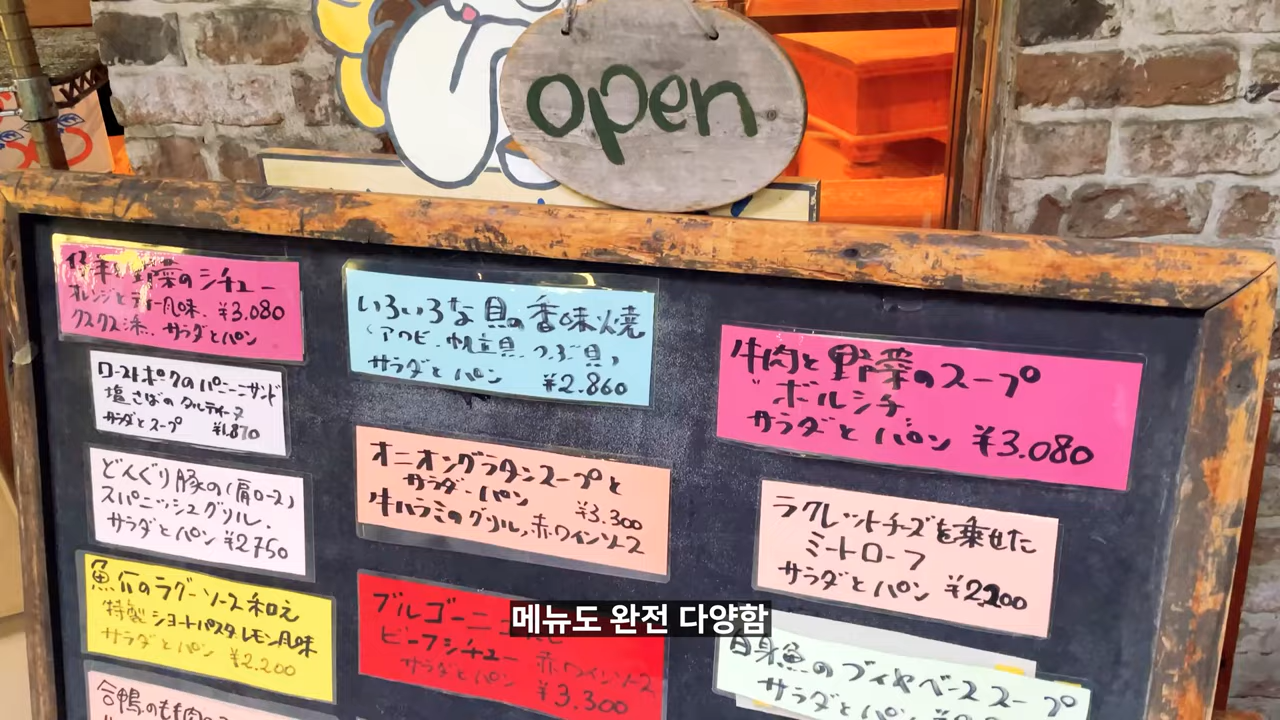 open
仔羊と野菜のシチュー
オレンジとティー風味. ¥3,080
クスクス添. サラダとパン
ローストポークのパニーニサンド
塩さばのタルティーヌ
サラダとスープ ¥1,870
どんぐり豚の(肩ロース)
スパニッシュグリル.
サラダとパン ¥2750
魚介のラグーソース和え
特製ショートパスタレモン風味
サラダとパン ¥2.200
合鴨のもも肉の
いろいろな貝の香味焼
(アワビ.帆立貝.つぶ貝)
サラダとパン ¥2.860
オニオングラタンスープと
サラダ・パン ¥3,300
牛ハラミのグリル,赤ワインソース
ブルゴーニュ
ビーフシチュー 赤ワインソース
サラダとパン ¥3.300
牛肉と野菜のスープ
"ボルシチ"
サラダとパン ¥3.080
ラクレットチーズを乗せた
ミートローフ
サラダとパン ¥2,200
白身魚のブイヤベーススープ
サラダとパン
메뉴도 완전 다양함